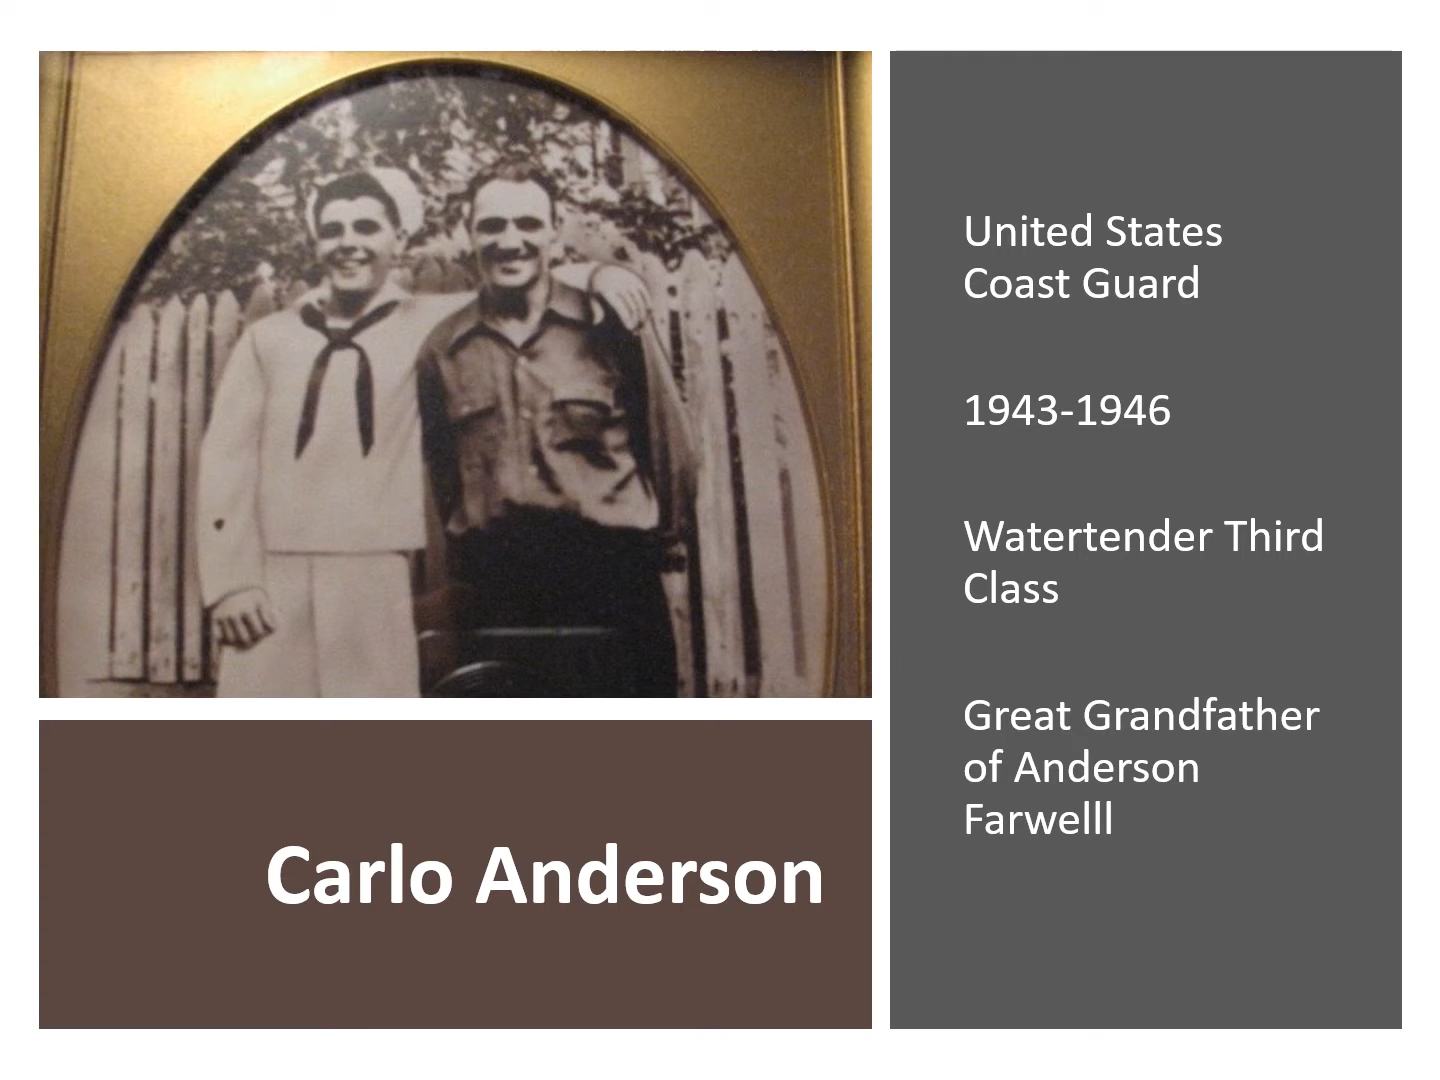 United States
Coast Guard
1943-1946
Watertender Third
Class
Great Grandfather
of Anderson
Farwelll
Carlo Anderson